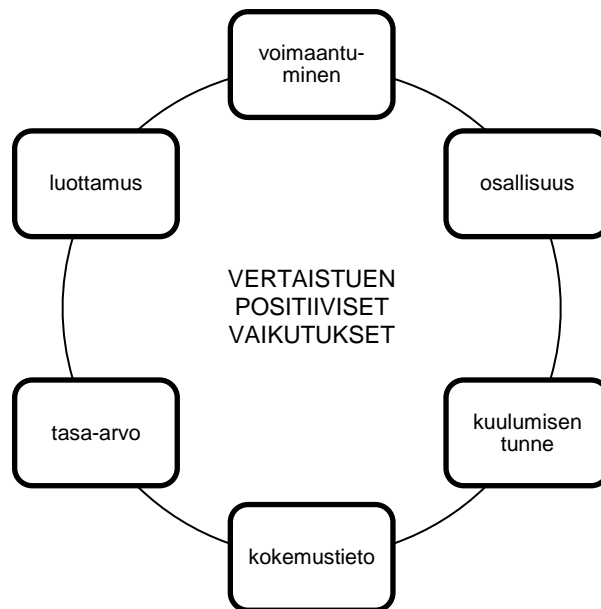 voimaantu-
minen
luottamus
osallisuus
VERTAISTUEN
POSITIIVISET
VAIKUTUKSET
tasa-arvo
kuulumisen
tunne
kokemustieto